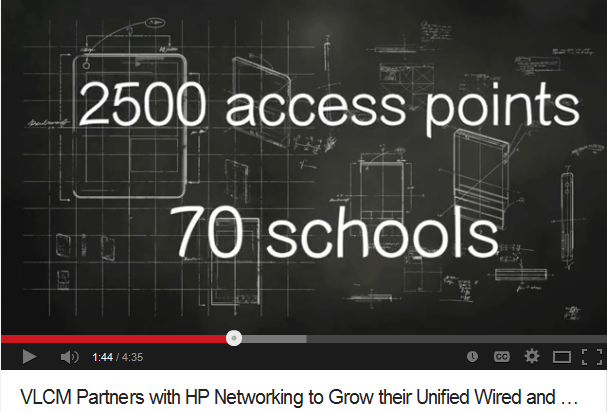 2500 access points
70 schools
1:44 / 4:35
CC
VLCM Partners with HP Networking to Grow their Unified Wired and ...